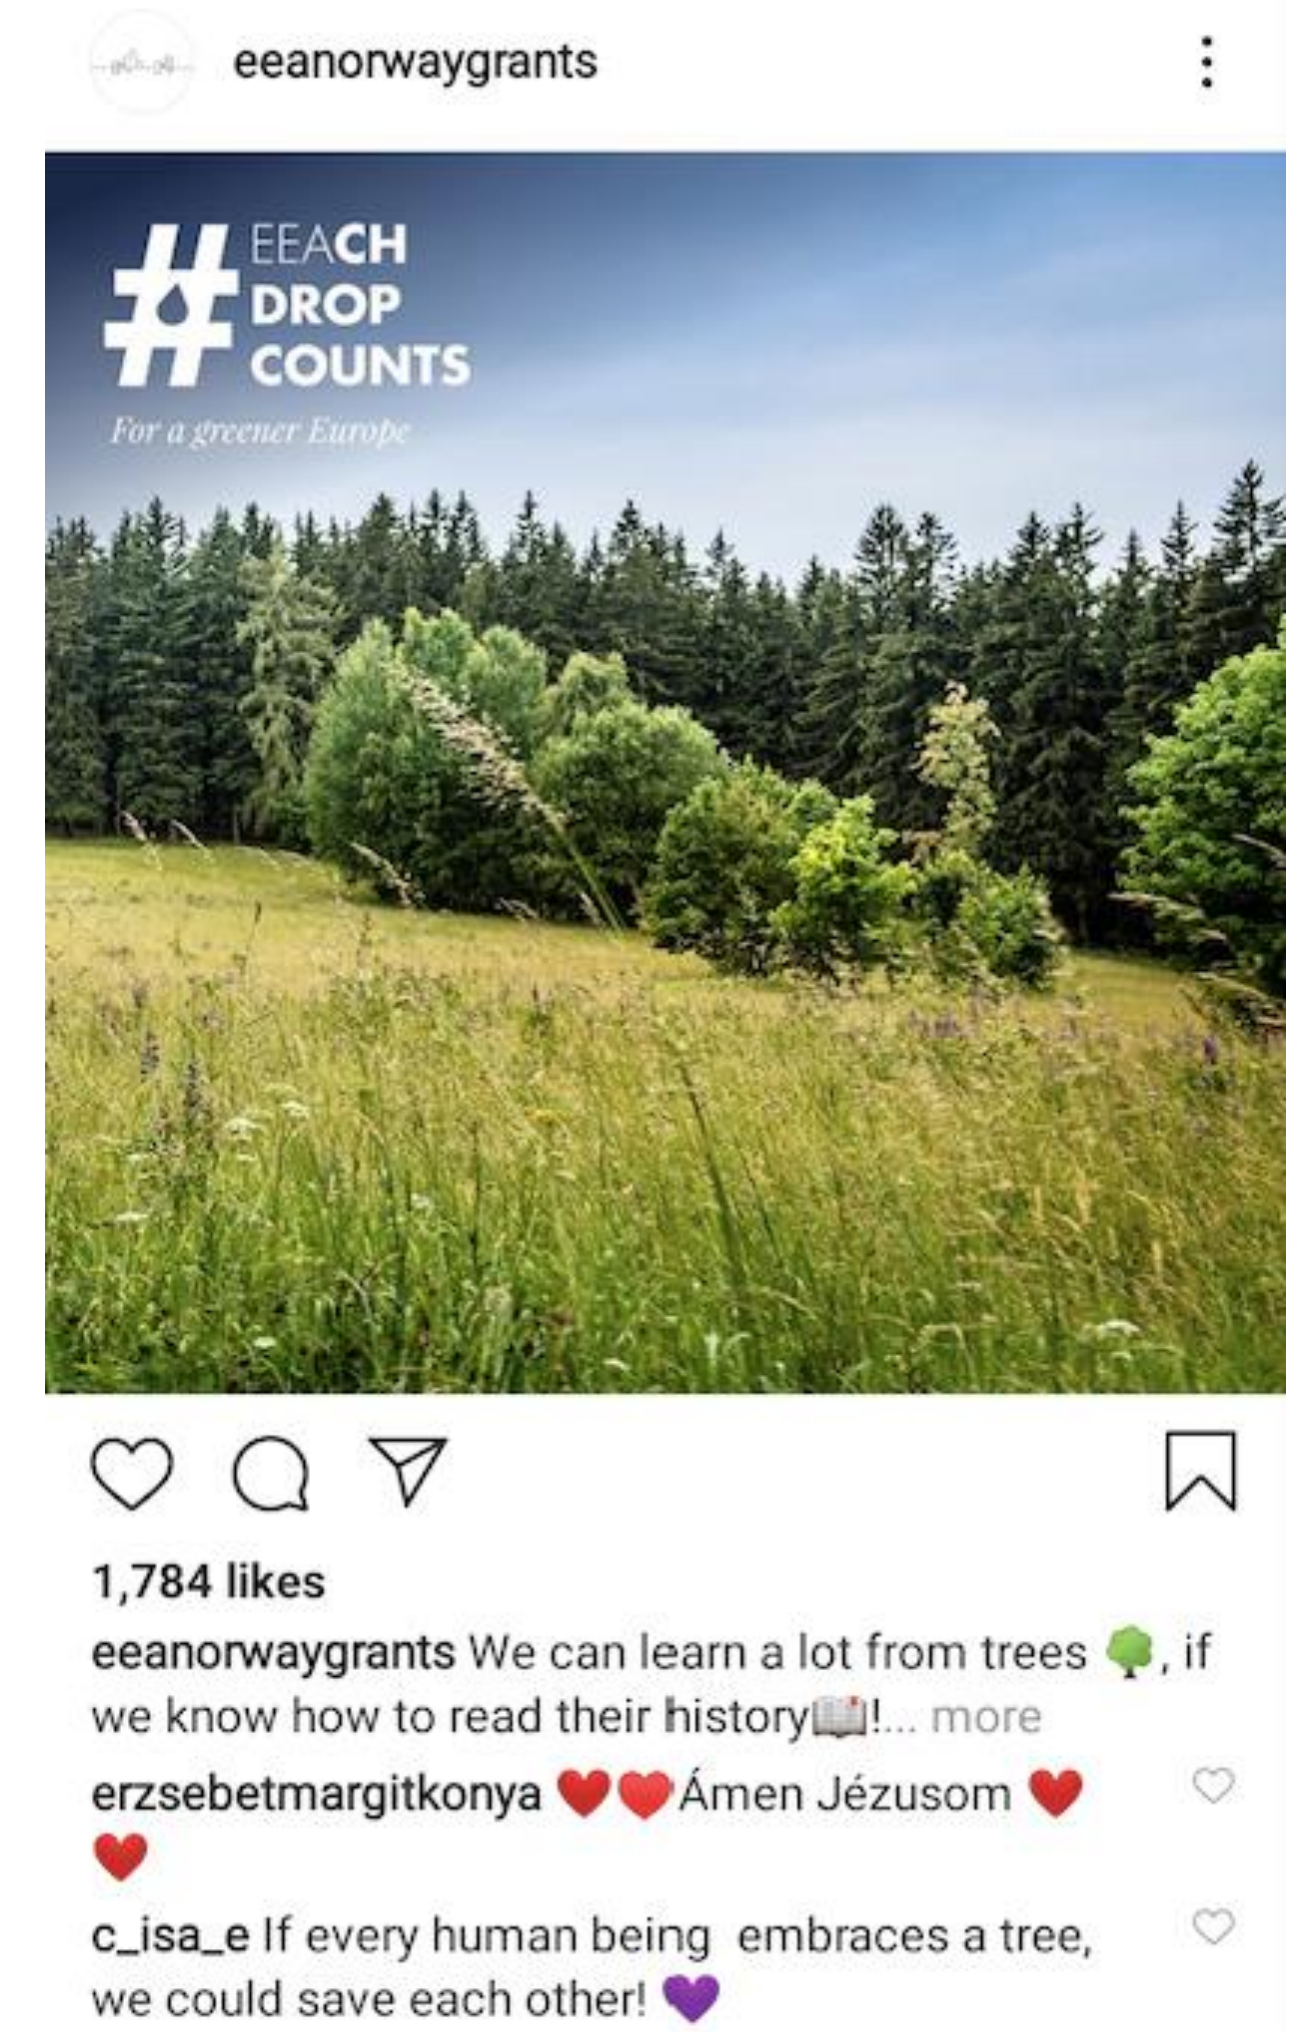 eeanorwaygrants
# EEACH
DROP
COUNTS
For a greener Europe
1,784 likes
eeanorwaygrants We can learn a lot from trees 🌳, if
we know how to read their history📖!... more
erzsebetmargitkonya ❤️♥️Ámen Jézusom ❤️
❤️
c_isa_e If every human being embraces a tree,
we could save each other! 💜